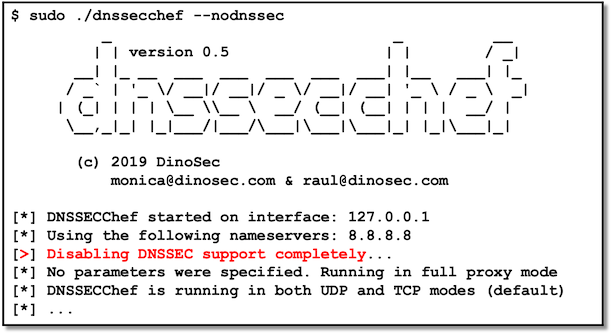 $ sudo ./dnssecchef --nodnssec
version 0.5
dnssecchef
(c) 2019 DinoSec
monica@dinosec.com & raul@dinosec.com
[*] DNSSECChef started on interface: 127.0.0.1
[*] Using the following nameservers: 8.8.8.8
[>] Disabling DNSSEC support completely...
[*] No parameters were specified. Running in full proxy mode
[*] DNSSECChef is running in both UDP and TCP modes (default)
[*] ...